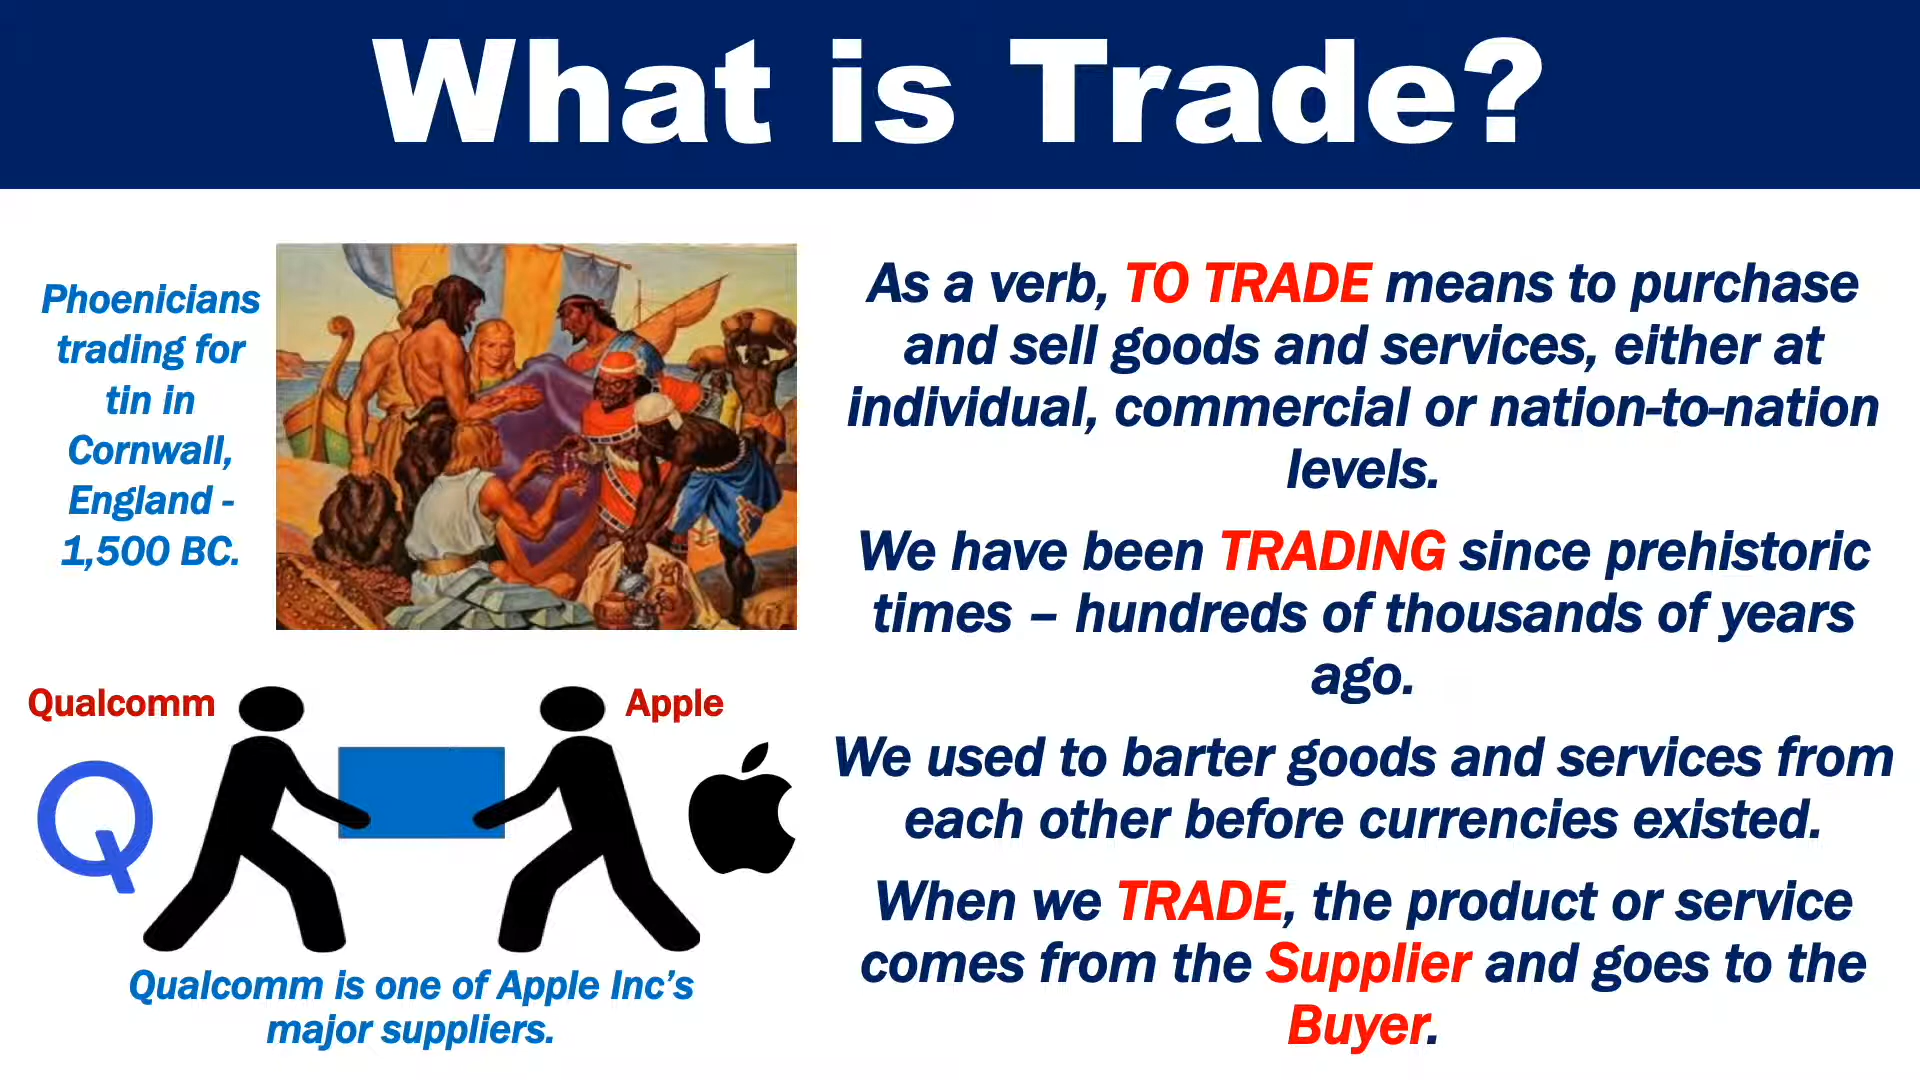 What is Trade?
Phoenicians
trading for
tin in
Cornwall,
England -
1,500 BC.
As a verb, TO TRADE means to purchase
and sell goods and services, either at
individual, commercial or nation-to-nation
levels.
We have been TRADING since prehistoric
times – hundreds of thousands of years
ago.
We used to barter goods and services from
each other before currencies existed.
When we TRADE, the product or service
comes from the Supplier and goes to the
Buyer.
Qualcomm
Apple
Qualcomm is one of Apple Inc’s
major suppliers.